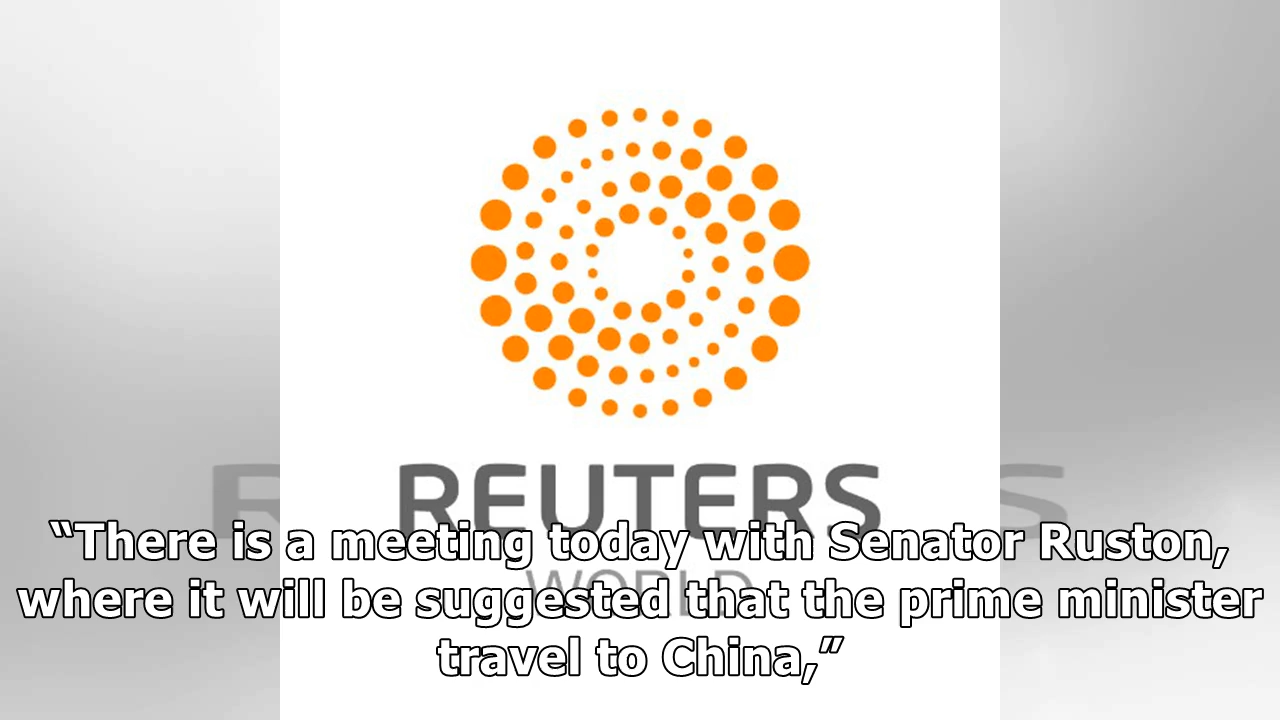 REUTERS
WORLD
“There is a meeting today with Senator Ruston,
where it will be suggested that the prime minister
travel to China,”